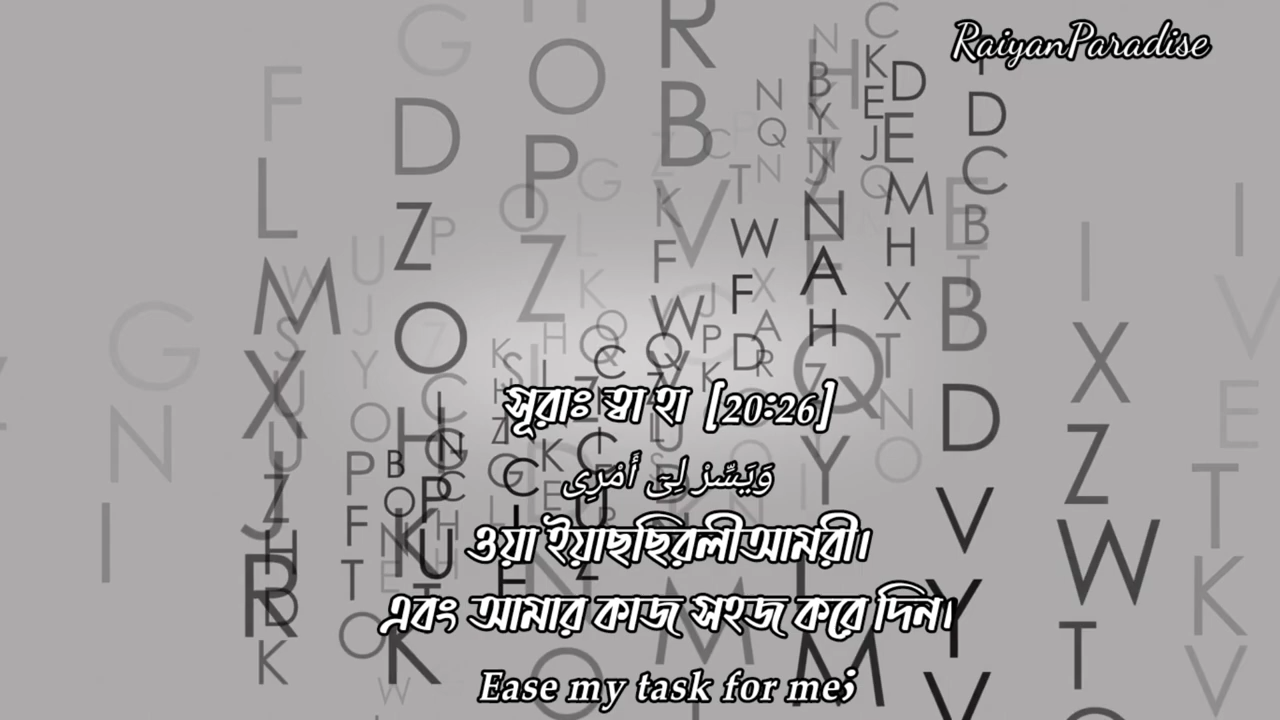 RaiyanParadise
সূরাঃ ত্বা হা [20:26]
وَيَسِّرْ لِىٓ أَمْرِى
ওয়া ইয়াছছিরলীআমরী।
এবং আমার কাজ সহজ করে দিন।
Ease my task for me;